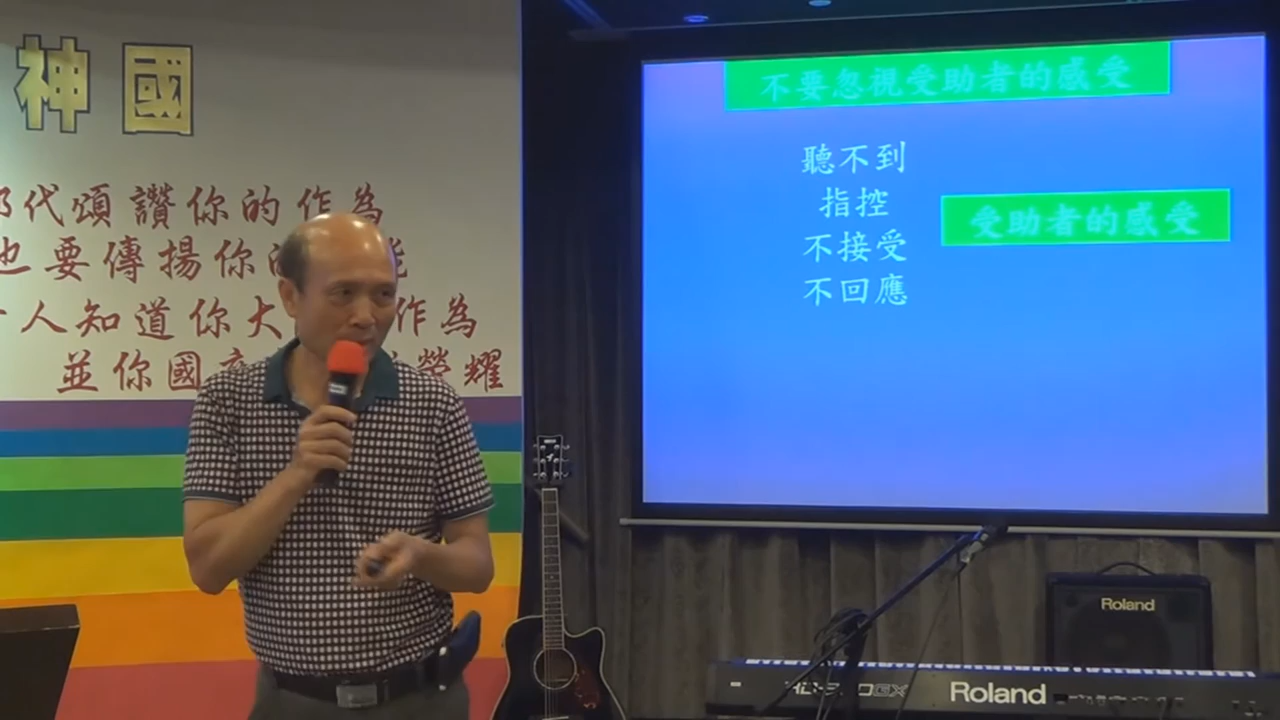 神國
代頌讚你的作為
也要傳揚你的
人知道你大 作為
並你國 榮耀
不要忽視受助者的感受
聽不到
指控
不接受
不回應
受助者的感受
Roland
Roland